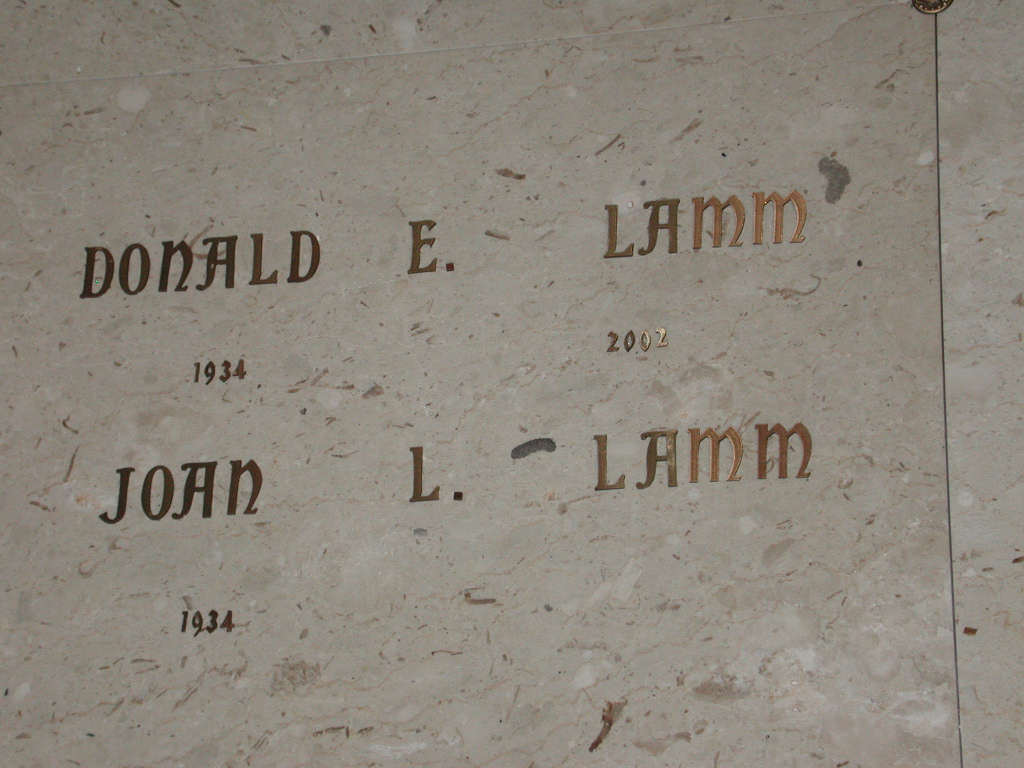 DONALD E. LAMM
1934 2002
JOAN L. LAMM
1934